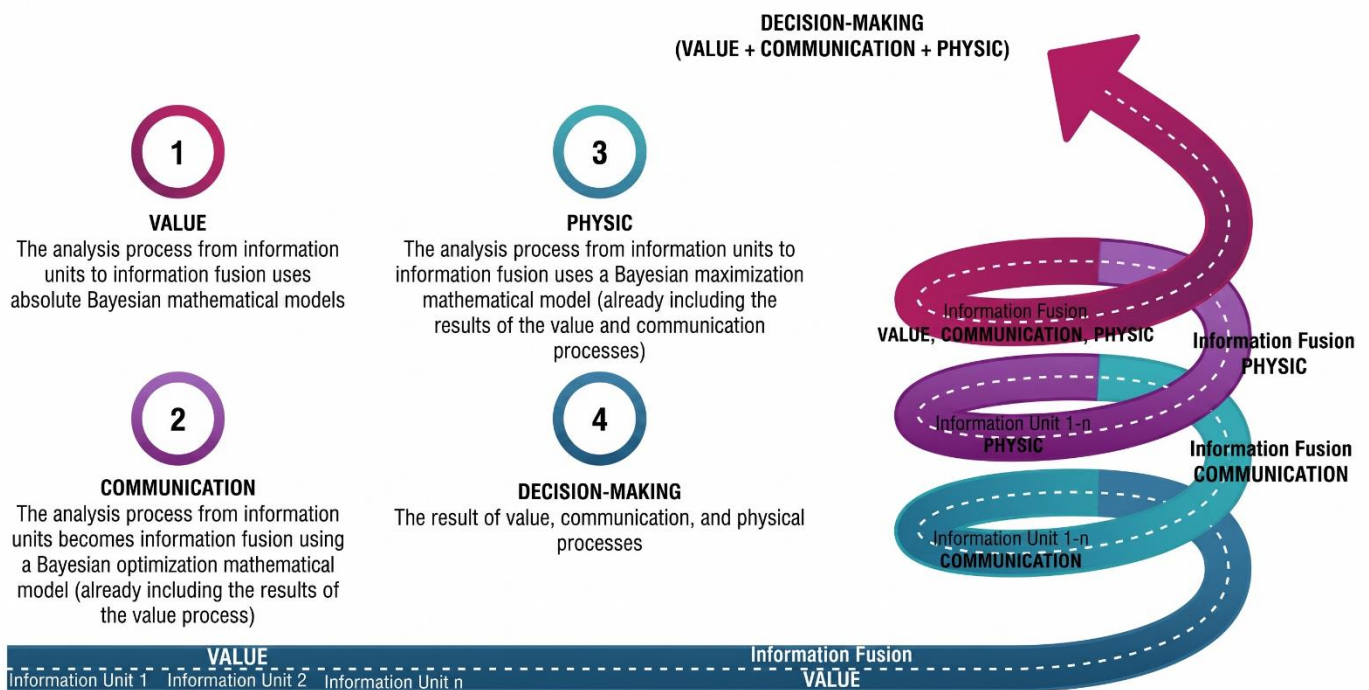 DECISION-MAKING
(VALUE + COMMUNICATION + PHYSIC)
1
VALUE
The analysis process from information
units to information fusion uses
absolute Bayesian mathematical models
2
COMMUNICATION
The analysis process from information
units becomes information fusion using
a Bayesian optimization mathematical
model (already including the results of
the value process)
3
PHYSIC
The analysis process from information units to
information fusion uses a Bayesian maximization
mathematical model (already including the
results of the value and communication
processes)
4
DECISION-MAKING
The result of value, communication, and physical
processes
Information Fusion
VALUE, COMMUNICATION, PHYSIC
Information Fusion
PHYSIC
Information Unit 1-n
PHYSIC
Information Fusion
COMMUNICATION
Information Unit 1-n
COMMUNICATION
VALUE
Information Unit 1 Information Unit 2 Information Unit n
Information Fusion
VALUE